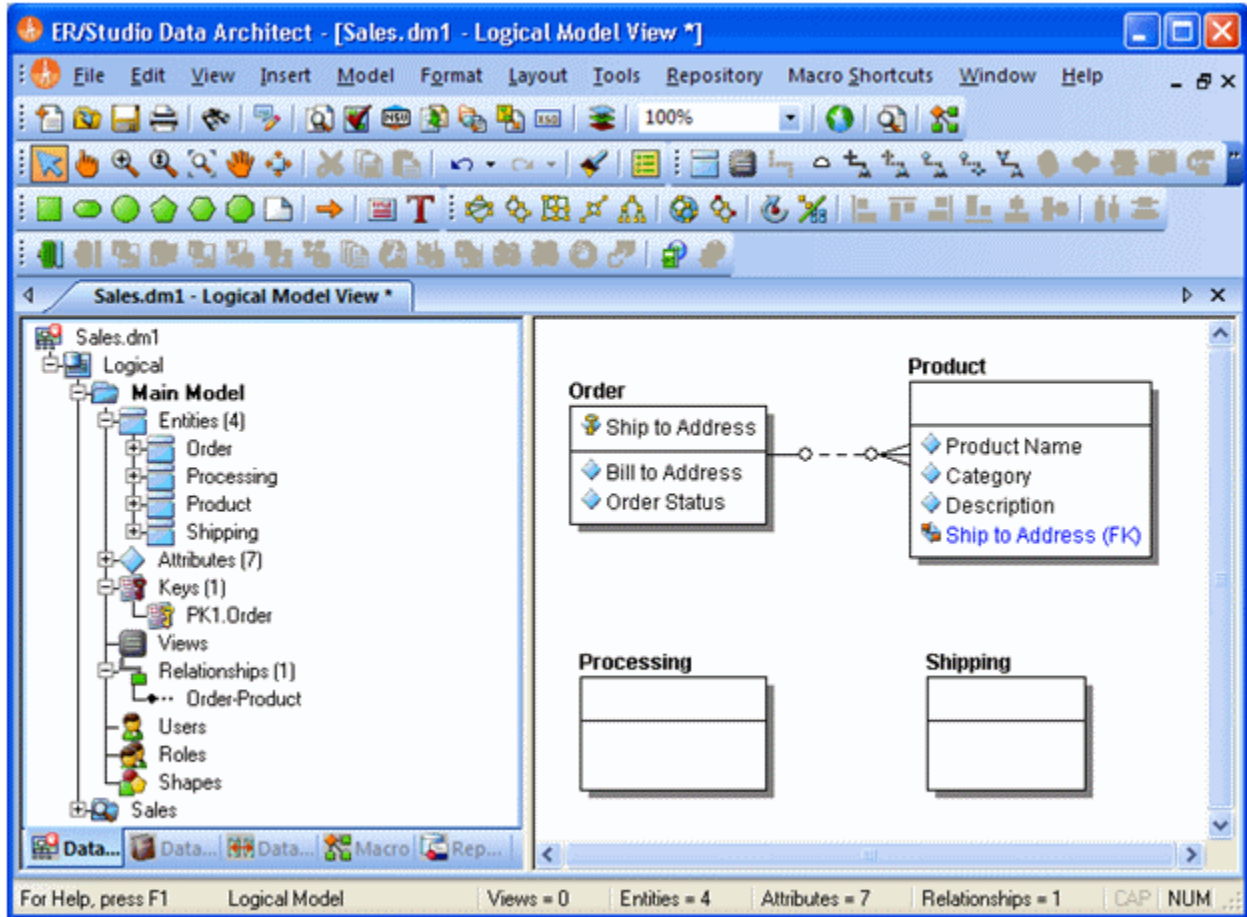 ER/Studio Data Architect - [Sales.dm1 - Logical Model View *]
File Edit View Insert Model Format Layout Tools Repository Macro Shortcuts Window Help
100%
Sales.dm1 - Logical Model View *
Sales.dm1
Logical
Main Model
Entities (4)
Order
Processing
Product
Shipping
Attributes (7)
Keys (1)
PK1.Order
Views
Relationships (1)
Order-Product
Users
Roles
Shapes
Sales
Data... Data... Data... Macro Rep...
Order
Ship to Address
Bill to Address
Order Status
Product
Product Name
Category
Description
Ship to Address (FK)
Processing
Shipping
For Help, press F1 Logical Model Views = 0 Entities = 4 Attributes = 7 Relationships = 1 CAP NUM